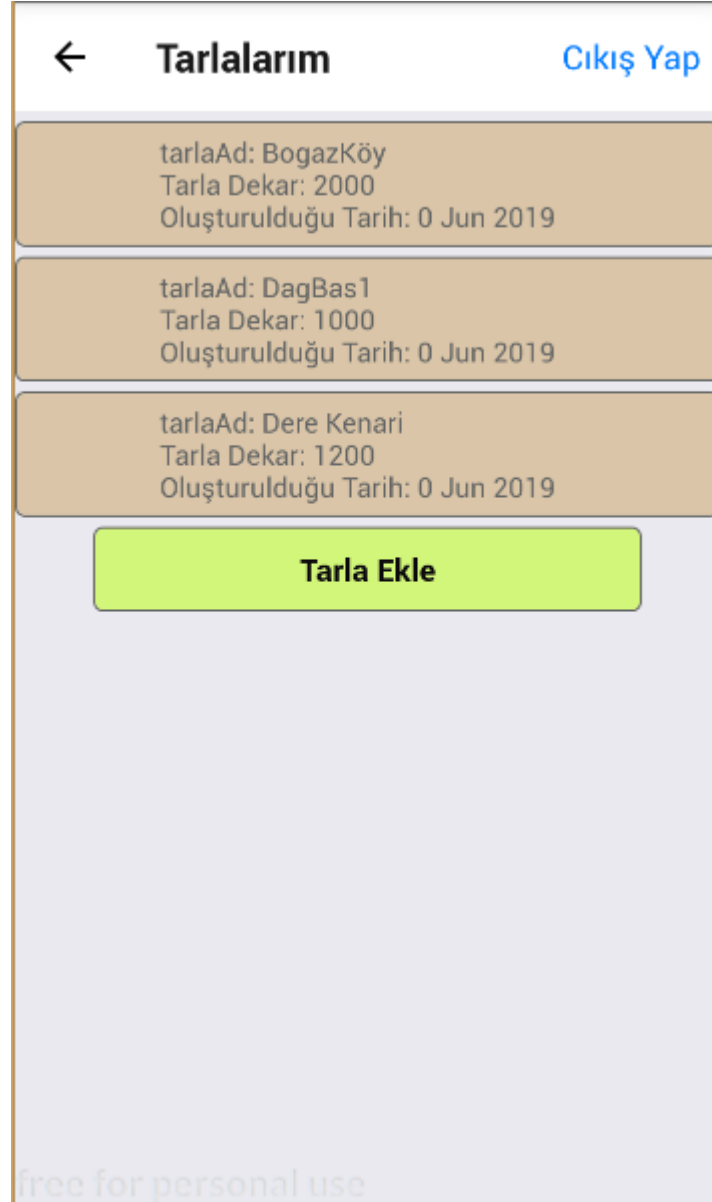 Tarlalarım
Cıkış Yap
tarlaAd: BogazKöy
Tarla Dekar: 2000
Oluşturulduğu Tarih: 0 Jun 2019
tarlaAd: DagBas1
Tarla Dekar: 1000
Oluşturulduğu Tarih: 0 Jun 2019
tarlaAd: Dere Kenari
Tarla Dekar: 1200
Oluşturulduğu Tarih: 0 Jun 2019
Tarla Ekle
free for personal use